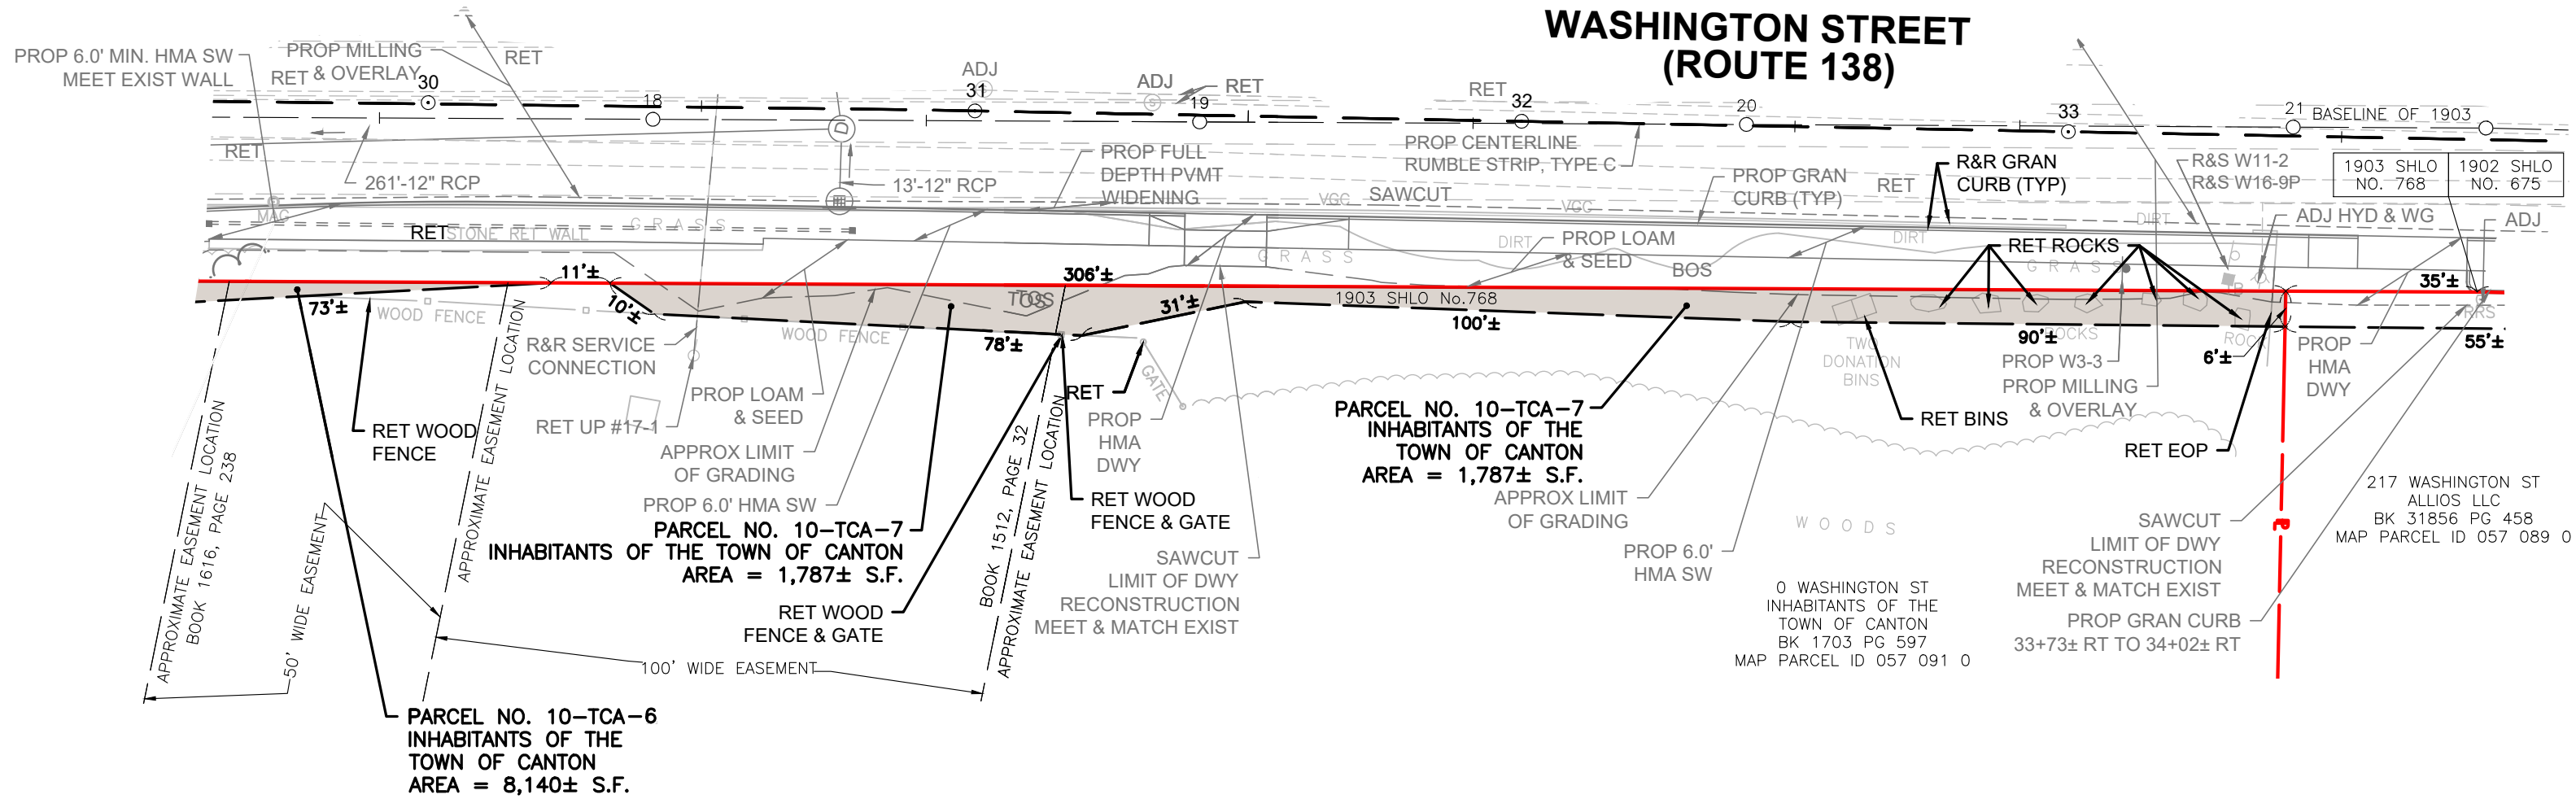 WASHINGTON STREET
(ROUTE 138)
PROP 6.0' MIN. HMA SW
MEET EXIST WALL
PROP MILLING
& OVERLAY
RET
RET
30
18
ADJ
31
ADJ
RET
19
RET
32
20
33
21
BASELINE OF 1903
RET
261'-12" RCP
D
13'-12" RCP
PROP FULL
DEPTH PVMT
WIDENING
PROP CENTERLINE
RUMBLE STRIP, TYPE C
VGC
SAWCUT
VGC
PROP GRAN
CURB (TYP)
RET
R&R GRAN
CURB (TYP)
R&S W11-2
R&S W16-9P
1903 SHLO
NO. 768
1902 SHLO
NO. 675
ADJ HYD & WG
ADJ
MAG
RET
STONE RET WALL
GRASS
GRASS
DIRT
PROP LOAM
& SEED
BOS
DIRT
RET ROCKS
GRASS
DIRT
11'±
306'±
35'±
73'±
WOOD FENCE
10'±
WOOD FENCE
78'±
TOS
31'±
1903 SHLO No.768
100'±
90'±
ROCKS
ROCK
6'±
RRS
55'±
R&R SERVICE
CONNECTION
RET UP #17-1
PROP LOAM
& SEED
APPROX LIMIT
OF GRADING
PROP 6.0' HMA SW
RET WOOD
FENCE
RET
GATE
PROP
HMA
DWY
TWO
DONATION
BINS
RET BINS
PROP W3-3
PROP MILLING
& OVERLAY
RET EOP
PROP
HMA
DWY
APPROXIMATE EASEMENT LOCATION
BOOK 1616, PAGE 238
50' WIDE EASEMENT
APPROXIMATE EASEMENT LOCATION
100' WIDE EASEMENT
BOOK 1512, PAGE 32
APPROXIMATE EASEMENT LOCATION
PARCEL NO. 10-TCA-7
INHABITANTS OF THE TOWN OF CANTON
AREA = 1,787± S.F.
RET WOOD
FENCE & GATE
RET WOOD
FENCE & GATE
SAWCUT
LIMIT OF DWY
RECONSTRUCTION
MEET & MATCH EXIST
PARCEL NO. 10-TCA-7
INHABITANTS OF THE
TOWN OF CANTON
AREA = 1,787± S.F.
APPROX LIMIT
OF GRADING
PROP 6.0'
HMA SW
WOODS
0 WASHINGTON ST
INHABITANTS OF THE
TOWN OF CANTON
BK 1703 PG 597
MAP PARCEL ID 057 091 0
217 WASHINGTON ST
ALLIOS LLC
BK 31856 PG 458
MAP PARCEL ID 057 089 0
SAWCUT
LIMIT OF DWY
RECONSTRUCTION
MEET & MATCH EXIST
PROP GRAN CURB
33+73± RT TO 34+02± RT
PARCEL NO. 10-TCA-6
INHABITANTS OF THE
TOWN OF CANTON
AREA = 8,140± S.F.